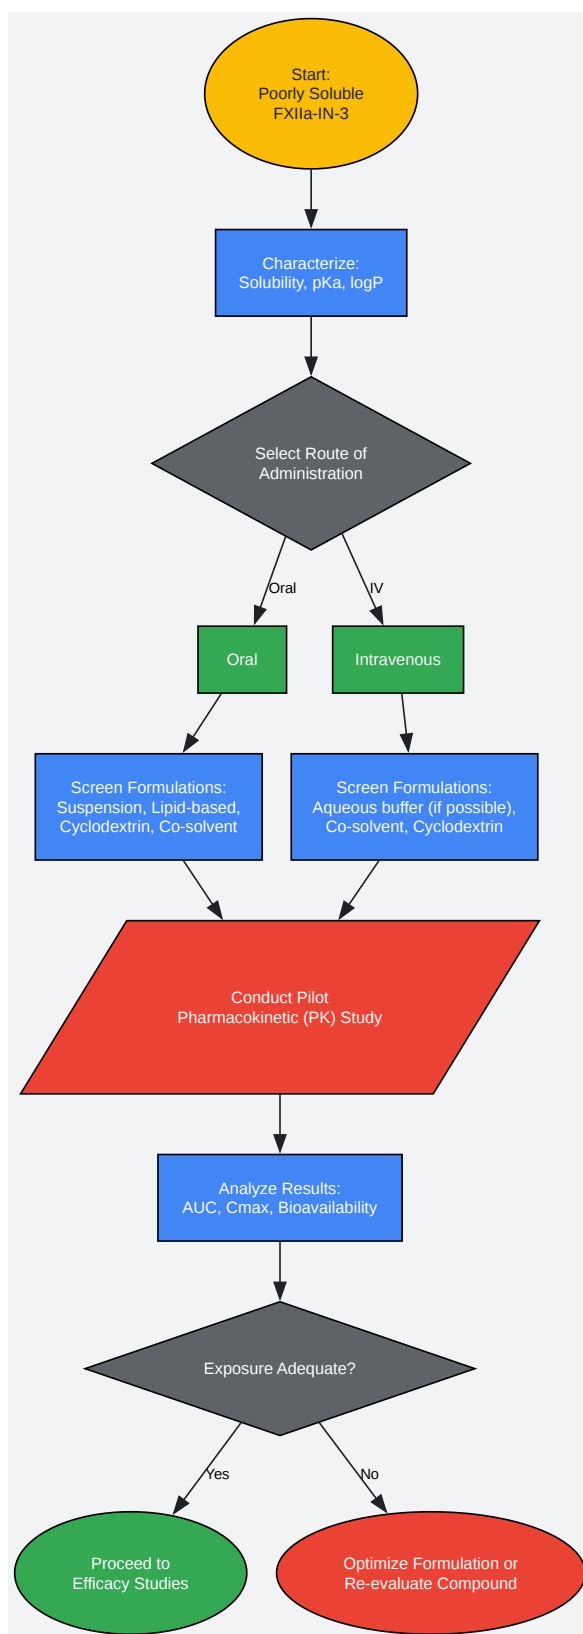 Start:
Poorly Soluble
FXIIa-IN-3
Characterize:
Solubility, pKa, logP
Select Route of
Administration
Oral
IV
Oral
Intravenous
Screen Formulations:
Suspension, Lipid-based,
Cyclodextrin, Co-solvent
Screen Formulations:
Aqueous buffer (if possible),
Co-solvent, Cyclodextrin
Conduct Pilot
Pharmacokinetic (PK) Study
Analyze Results:
AUC, Cmax, Bioavailability
Exposure Adequate?
Yes
No
Proceed to
Efficacy Studies
Optimize Formulation or
Re-evaluate Compound